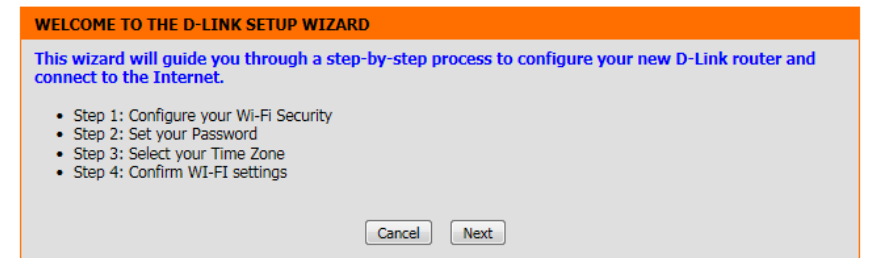 WELCOME TO THE D-LINK SETUP WIZARD
This wizard will guide you through a step-by-step process to configure your new D-Link router and
connect to the Internet.
• Step 1: Configure your Wi-Fi Security
• Step 2: Set your Password
• Step 3: Select your Time Zone
• Step 4: Confirm WI-FI settings
Cancel Next